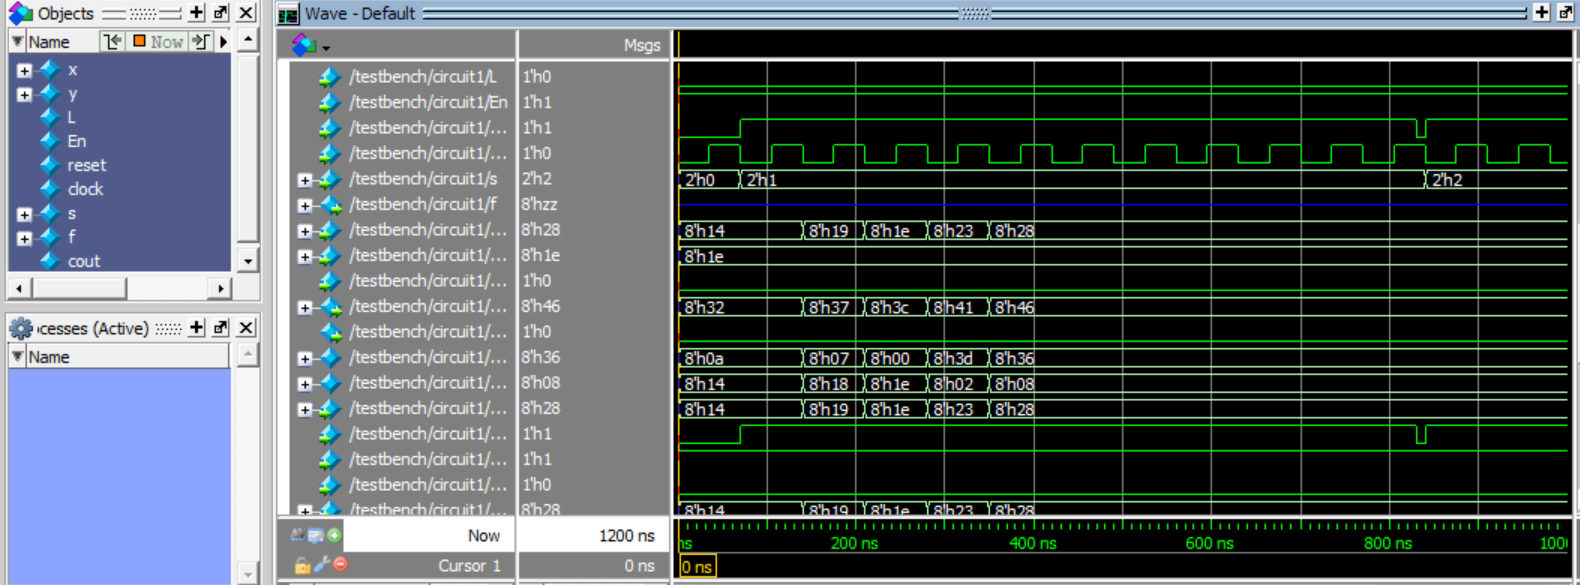 Objects
Name Now
x
y
L
En
reset
clock
s
f
cout
cesses (Active)
Name
Wave - Default
Msgs
/testbench/circuit1/L 1'h0
/testbench/circuit1/En 1'h1
/testbench/circuit1/... 1'h1
/testbench/circuit1/... 1'h0
/testbench/circuit1/s 2'h2 2'h0 2'h1 2'h2
/testbench/circuit1/f 8'hzz
/testbench/circuit1/... 8'h28 8'h14 8'h19 8'h1e 8'h23 8'h28
/testbench/circuit1/... 8'h1e 8'h1e
/testbench/circuit1/... 1'h0
/testbench/circuit1/... 8'h46 8'h32 8'h37 8'h3c 8'h41 8'h46
/testbench/circuit1/... 1'h0
/testbench/circuit1/... 8'h36 8'h0a 8'h07 8'h00 8'h3d 8'h36
/testbench/circuit1/... 8'h08 8'h14 8'h18 8'h1e 8'h02 8'h08
/testbench/circuit1/... 8'h28 8'h14 8'h19 8'h1e 8'h23 8'h28
/testbench/circuit1/... 1'h1
/testbench/circuit1/... 1'h1
/testbench/circuit1/... 1'h0
/testbench/circuit1/... 8'h28 8'h14 8'h19 8'h1e 8'h23 8'h28
Now 1200 ns ns 200 ns 400 ns 600 ns 800 ns 100
Cursor 1 0 ns 0 ns